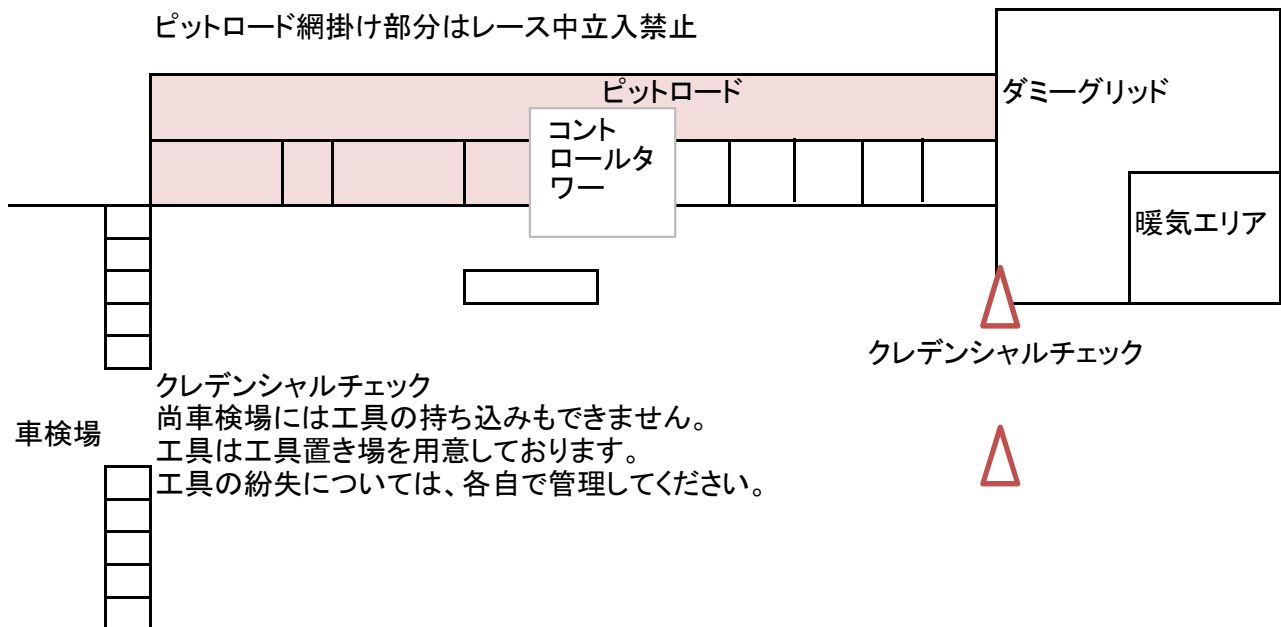 ピットロード網掛け部分はレース中立入禁止
ピットロード
ダミーグリッド
コント
ロールタ
ワー
暖気エリア
クレデンシャルチェック
クレデンシャルチェック
尚車検場には工具の持ち込みもできません。
車検場
工具は工具置き場を用意しております。
工具の紛失については、各自で管理してください。